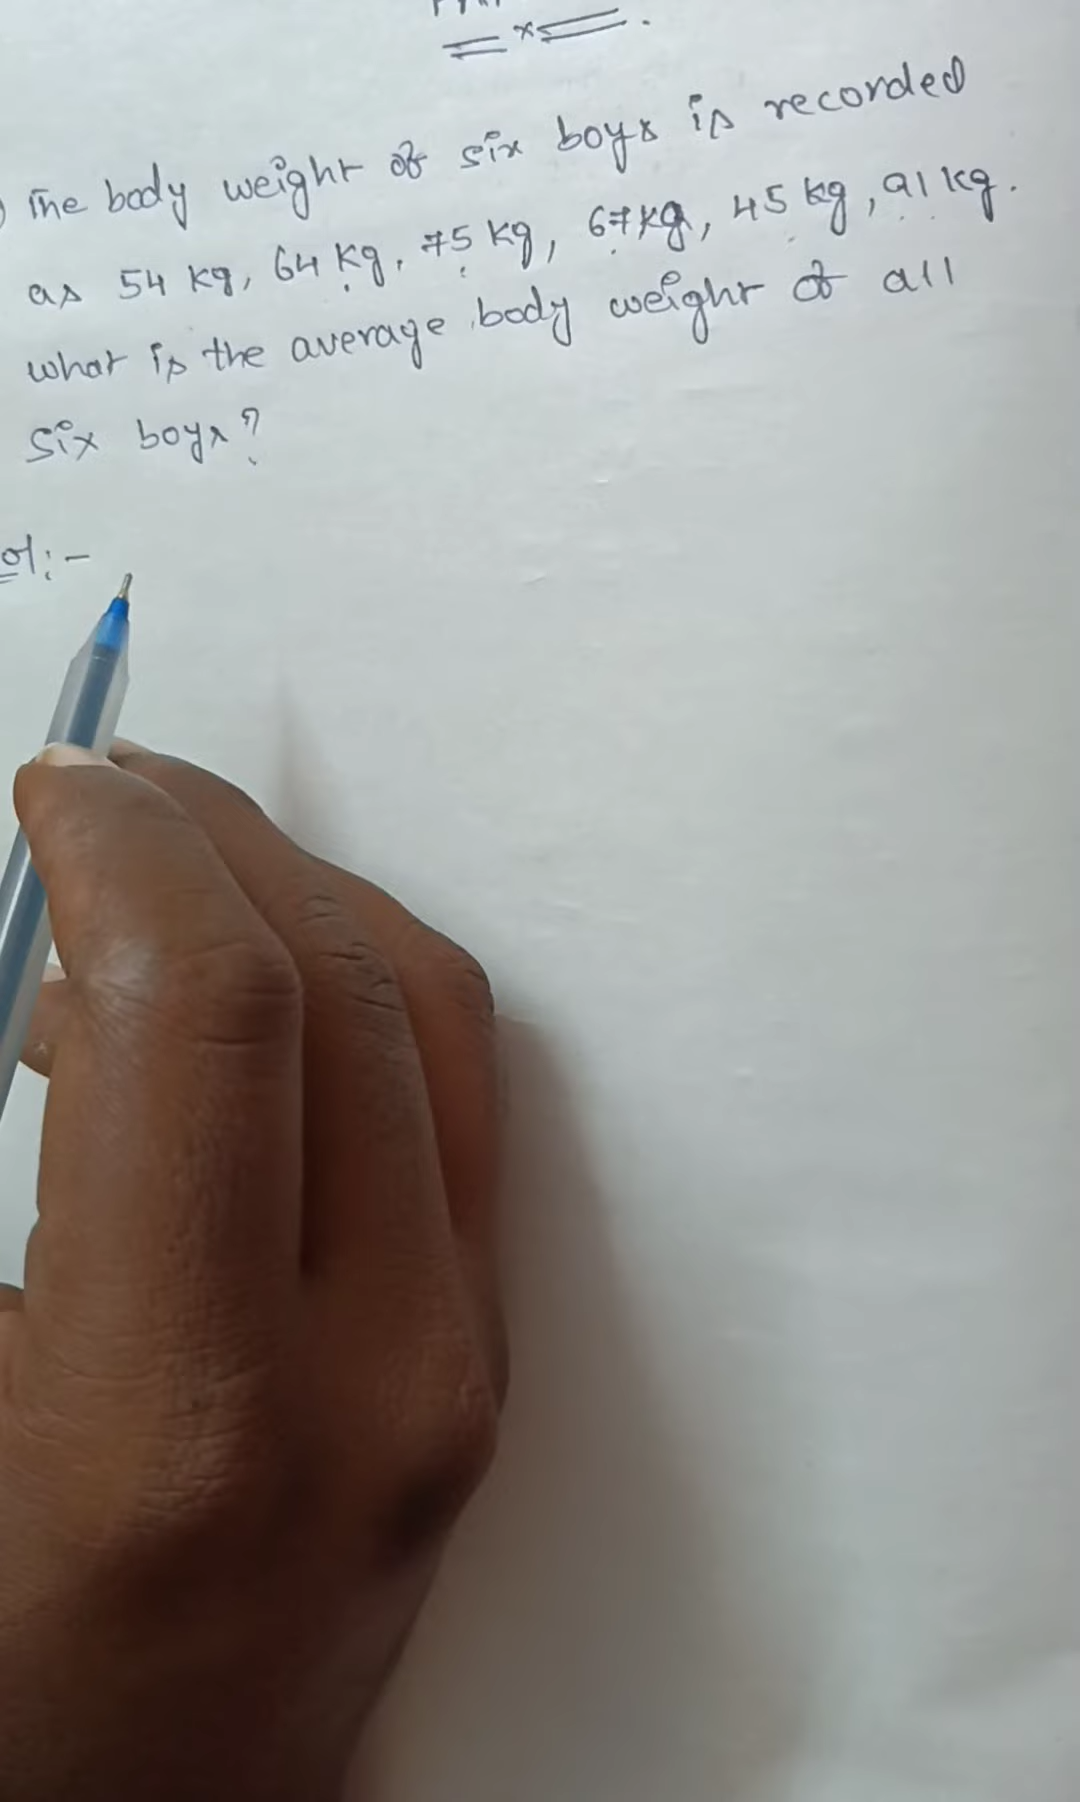 The body weight of six boys is recorded
as 54 kg, 64 kg, 75 kg, 67 kg, 45 kg, 91 kg.
what is the average body weight of all
six boys?
ol:-